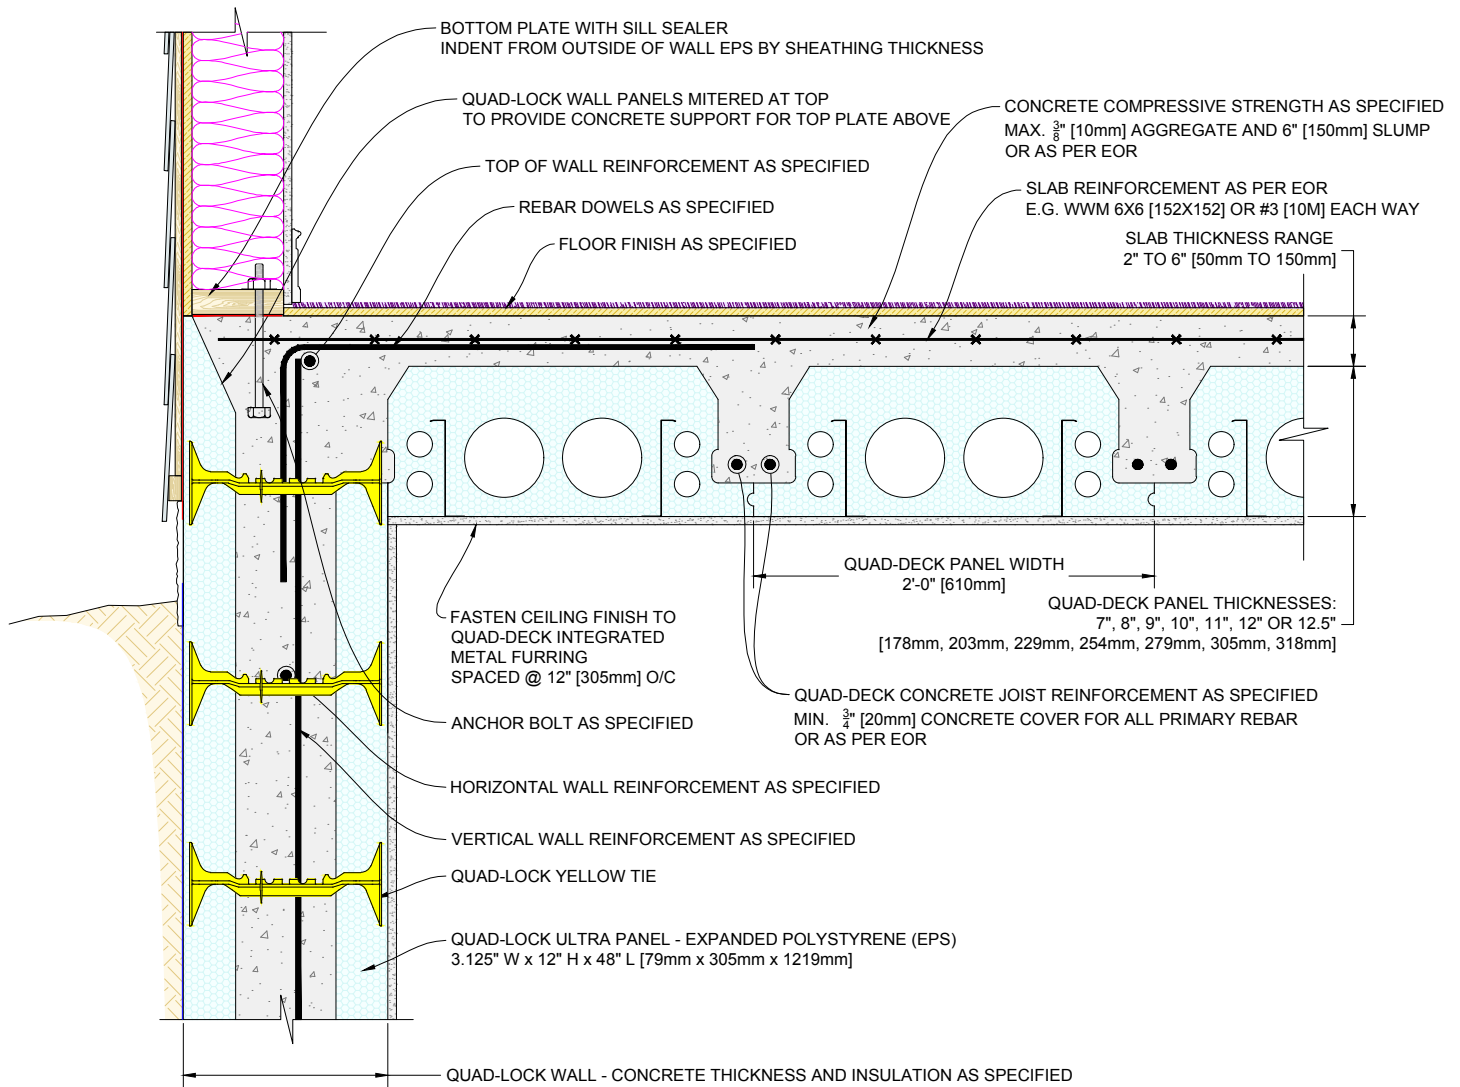 BOTTOM PLATE WITH SILL SEALER
INDENT FROM OUTSIDE OF WALL EPS BY SHEATHING THICKNESS
QUAD-LOCK WALL PANELS MITERED AT TOP
TO PROVIDE CONCRETE SUPPORT FOR TOP PLATE ABOVE
TOP OF WALL REINFORCEMENT AS SPECIFIED
REBAR DOWELS AS SPECIFIED
FLOOR FINISH AS SPECIFIED
CONCRETE COMPRESSIVE STRENGTH AS SPECIFIED
MAX. 3/8" [10mm] AGGREGATE AND 6" [150mm] SLUMP
OR AS PER EOR
SLAB REINFORCEMENT AS PER EOR
E.G. WWM 6X6 [152X152] OR #3 [10M] EACH WAY
SLAB THICKNESS RANGE
2" TO 6" [50mm TO 150mm]
QUAD-DECK PANEL WIDTH
2'-0" [610mm]
QUAD-DECK PANEL THICKNESSES:
7", 8", 9", 10", 11", 12" OR 12.5"
[178mm, 203mm, 229mm, 254mm, 279mm, 305mm, 318mm]
FASTEN CEILING FINISH TO
QUAD-DECK INTEGRATED
METAL FURRING
SPACED @ 12" [305mm] O/C
QUAD-DECK CONCRETE JOIST REINFORCEMENT AS SPECIFIED
MIN. 3/4" [20mm] CONCRETE COVER FOR ALL PRIMARY REBAR
OR AS PER EOR
ANCHOR BOLT AS SPECIFIED
HORIZONTAL WALL REINFORCEMENT AS SPECIFIED
VERTICAL WALL REINFORCEMENT AS SPECIFIED
QUAD-LOCK YELLOW TIE
QUAD-LOCK ULTRA PANEL - EXPANDED POLYSTYRENE (EPS)
3.125" W x 12" H x 48" L [79mm x 305mm x 1219mm]
QUAD-LOCK WALL - CONCRETE THICKNESS AND INSULATION AS SPECIFIED